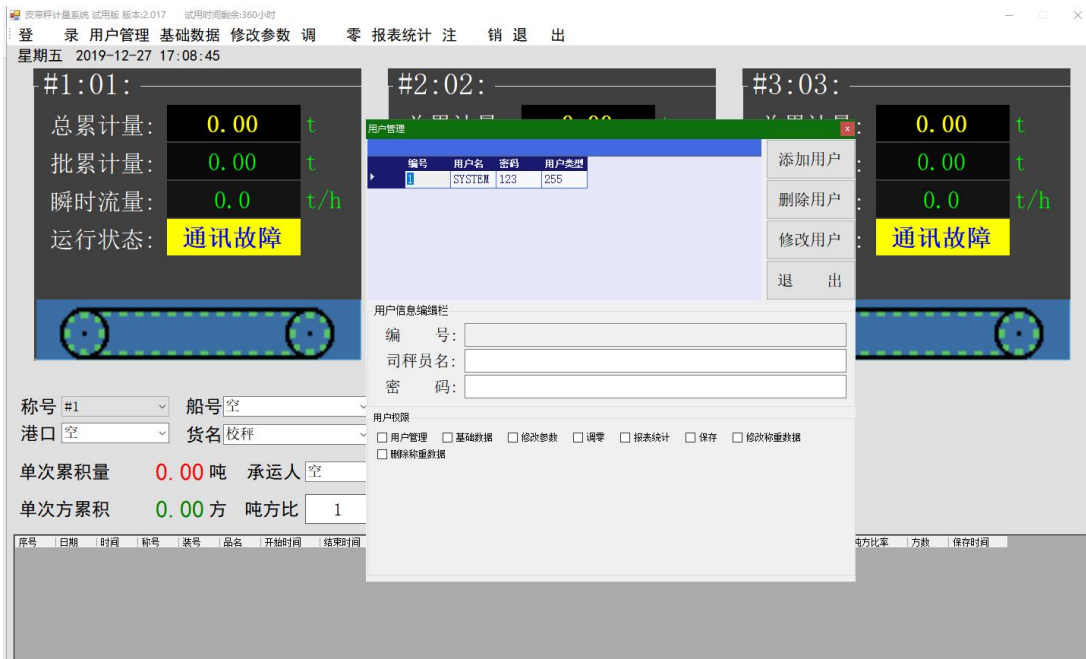 皮带秤计量系统 试用版 版本:2.017 试用时间剩余:360小时
登 录 用户管理 基础数据 修改参数 调 零 报表统计 注 销 退 出
星期五 2019-12-27 17:08:45
#1:01:
总累计量: 0.00 t
批累计量: 0.00 t
瞬时流量: 0.0 t/h
运行状态: 通讯故障
#2:02:
#3:03:
0.00 t
0.00 t
0.0 t/h
通讯故障
用户管理
编号 用户名 密码 用户类型
1 SYSTEM 123 255
添加用户
删除用户
修改用户
退 出
用户信息编缉栏
编 号:
司秤员名:
密 码:
用户权限
用户管理 基础数据 修改参数 调零 报表统计 保存 修改称重数据
删除称重数据
称号 #1 船号 空
港口 空 货名 校秤
单次累积量 0.00 吨 承运人 空
单次方累积 0.00 方 吨方比 1
序号 日期 时间 称号 装号 品名 开始时间 结束时间 吨方比率 方数 保存时间